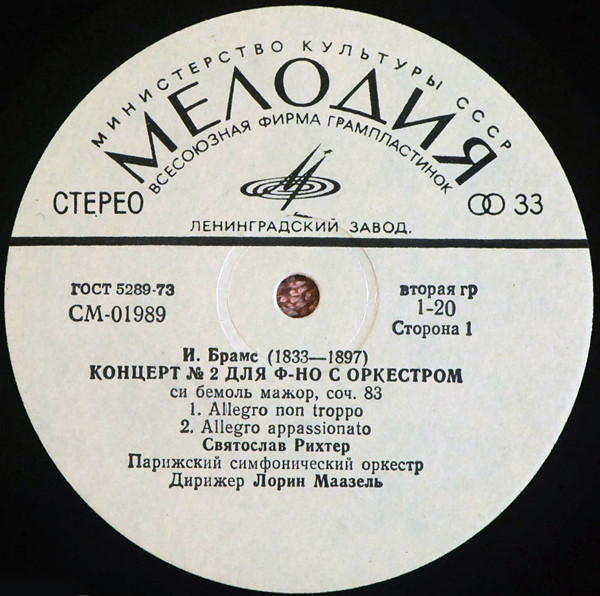 МИНИСТЕРСТВО КУЛЬТУРЫ СССР
МЕЛОДИЯ
ВСЕСОЮЗНАЯ ФИРМА ГРАМПЛАСТИНОК
СТЕРЕО
33
ЛЕНИНГРАДСКИЙ ЗАВОД.
ГОСТ 5289-73
СМ-01989
вторая гр
1-20
Сторона 1
И. Брамс (1833—1897)
КОНЦЕРТ № 2 ДЛЯ Ф-НО С ОРКЕСТРОМ
си бемоль мажор, соч. 83
1. Allegro non troppo
2. Allegro appassionato
Святослав Рихтер
Парижский симфонический оркестр
Дирижер Лорин Маазель